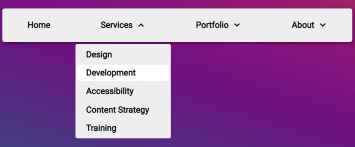 Home Services Portfolio About
Design
Development
Accessibility
Content Strategy
Training